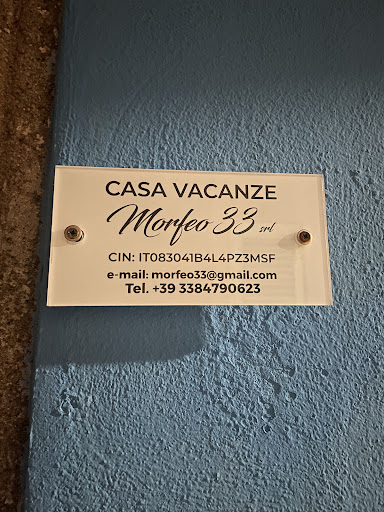 CASA VACANZE
Morfeo 33 srl
CIN: IT083041B4L4PZ3MSF
e-mail: morfeo33@gmail.com
Tel. +39 3384790623